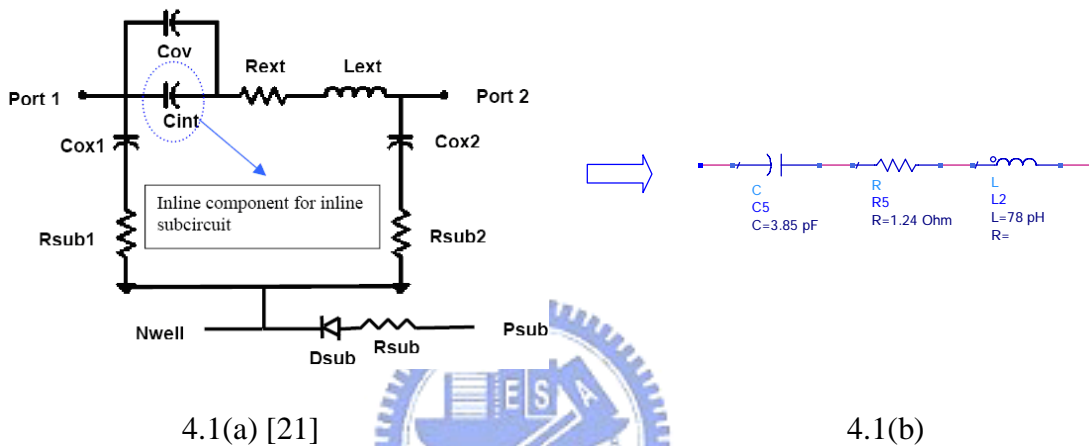 Cov
Rext
Lext
Port 1
Port 2
Cint
Cox1
Cox2
Inline component for inline
subcircuit
Rsub1
Rsub2
Nwell
Psub
Dsub
Rsub
C
C5
C=3.85 pF
R
R5
R=1.24 Ohm
L
L2
L=78 pH
R=
E S A
4.1(a) [21]
4.1(b)